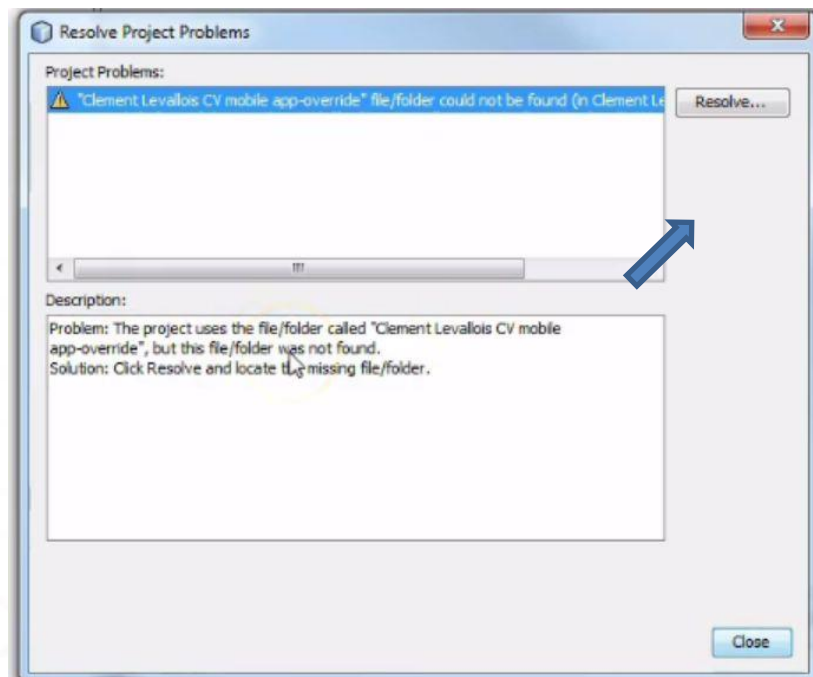 Resolve Project Problems
Project Problems:
"Clement Levallois CV mobile app-override" file/folder could not be found (in Clement Le
Resolve...
Description:
Problem: The project uses the file/folder called "Clement Levallois CV mobile
app-override", but this file/folder was not found.
Solution: Click Resolve and locate the missing file/folder.
Close